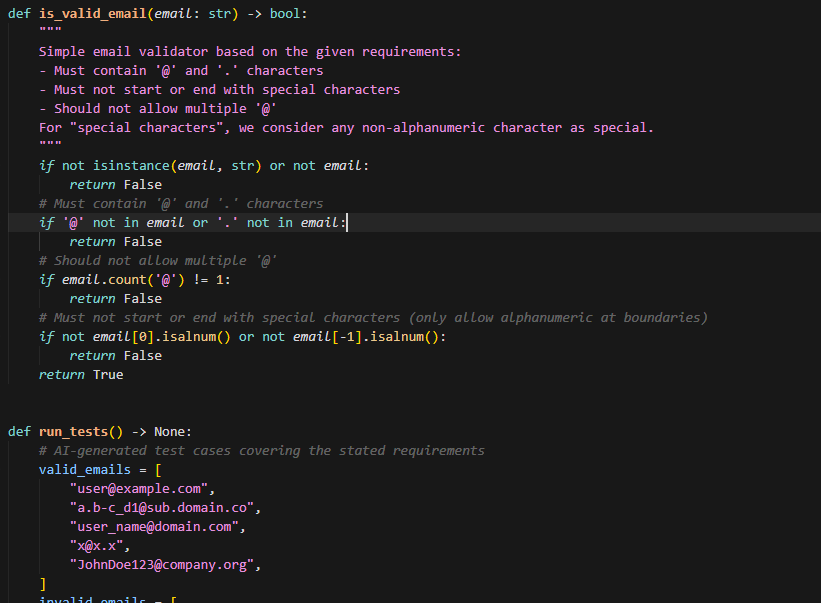 def is_valid_email(email: str) -> bool:
    """
    Simple email validator based on the given requirements:
    - Must contain '@' and '.' characters
    - Must not start or end with special characters
    - Should not allow multiple '@'
    For "special characters", we consider any non-alphanumeric character as special.
    """
    if not isinstance(email, str) or not email:
        return False
    # Must contain '@' and '.' characters
    if '@' not in email or '.' not in email:
        return False
    # Should not allow multiple '@'
    if email.count('@') != 1:
        return False
    # Must not start or end with special characters (only allow alphanumeric at boundaries)
    if not email[0].isalnum() or not email[-1].isalnum():
        return False
    return True
def run_tests() -> None:
    # AI-generated test cases covering the stated requirements
    valid_emails = [
        "user@example.com",
        "a.b-c_d1@sub.domain.co",
        "user_name@domain.com",
        "x@x.x",
        "JohnDoe123@company.org",
    ]
    invalid_emails = [